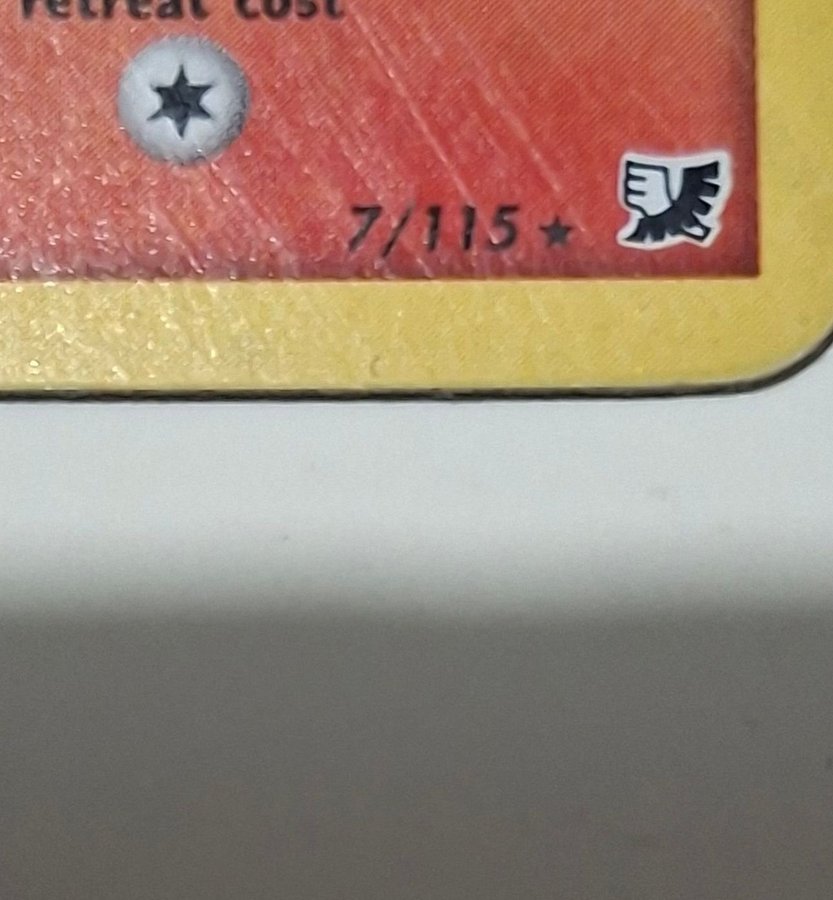 retreat cost
7/115 ★